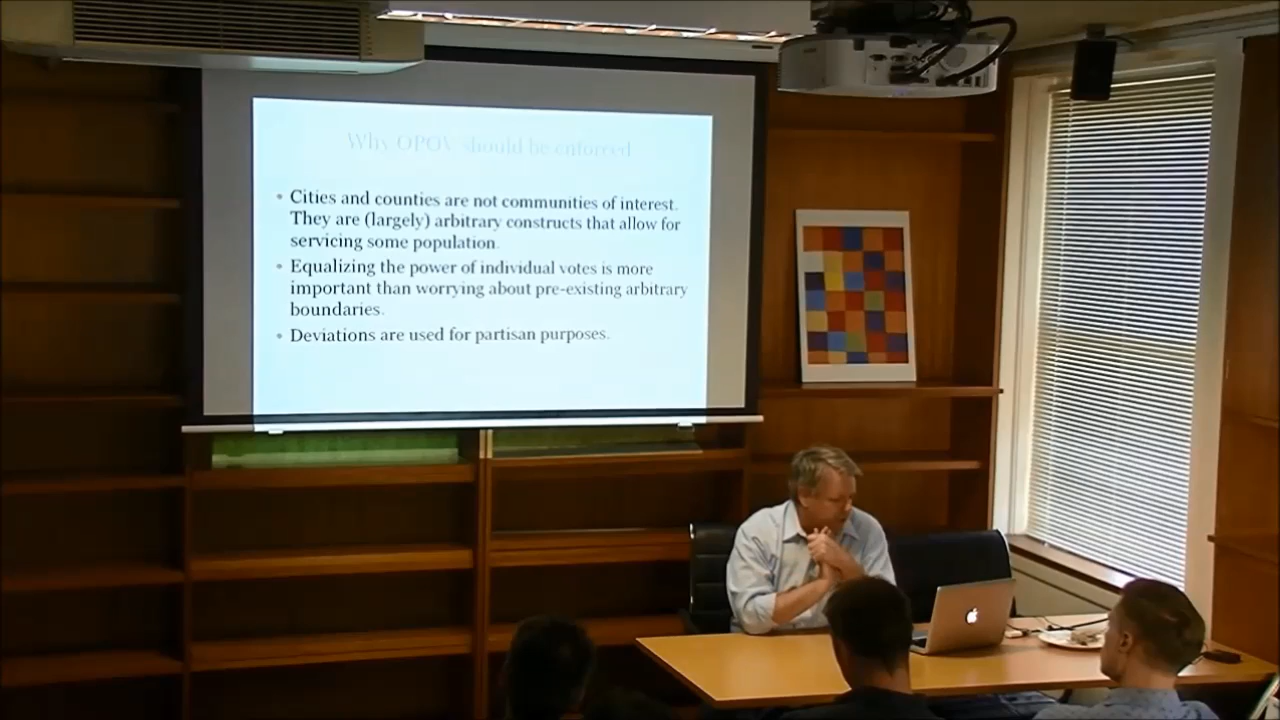 Why OPOV should be enforced
• Cities and counties are not communities of interest.
They are (largely) arbitrary constructs that allow for
servicing some population.
• Equalizing the power of individual votes is more
important than worrying about pre-existing arbitrary
boundaries.
• Deviations are used for partisan purposes.